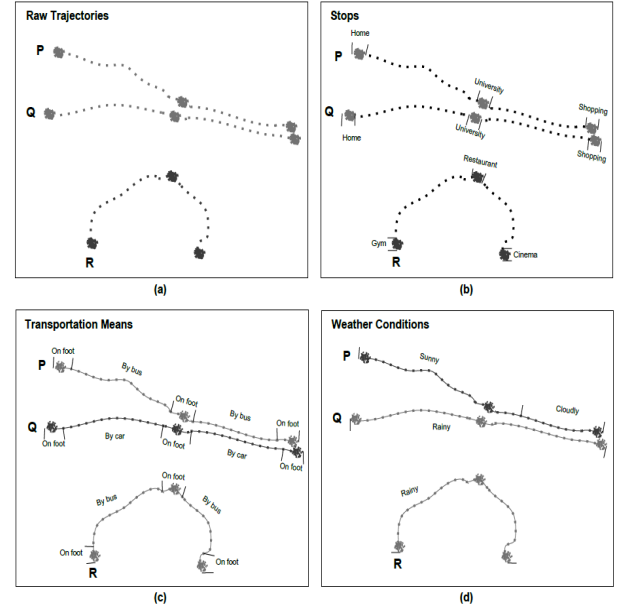 Raw Trajectories
P
Q
R
(a)
Stops
Home
P
University
Shopping
Q
Home
University
Shopping
Restaurant
Gym
Cinema
R
(b)
Transportation Means
On foot
P
By bus
On foot
By bus
On foot
Q
On foot
By car
On foot
By car
On foot
On foot
By bus
By bus
On foot
On foot
R
(c)
Weather Conditions
P
Sunny
Cloudly
Q
Rainy
Rainy
R
(d)